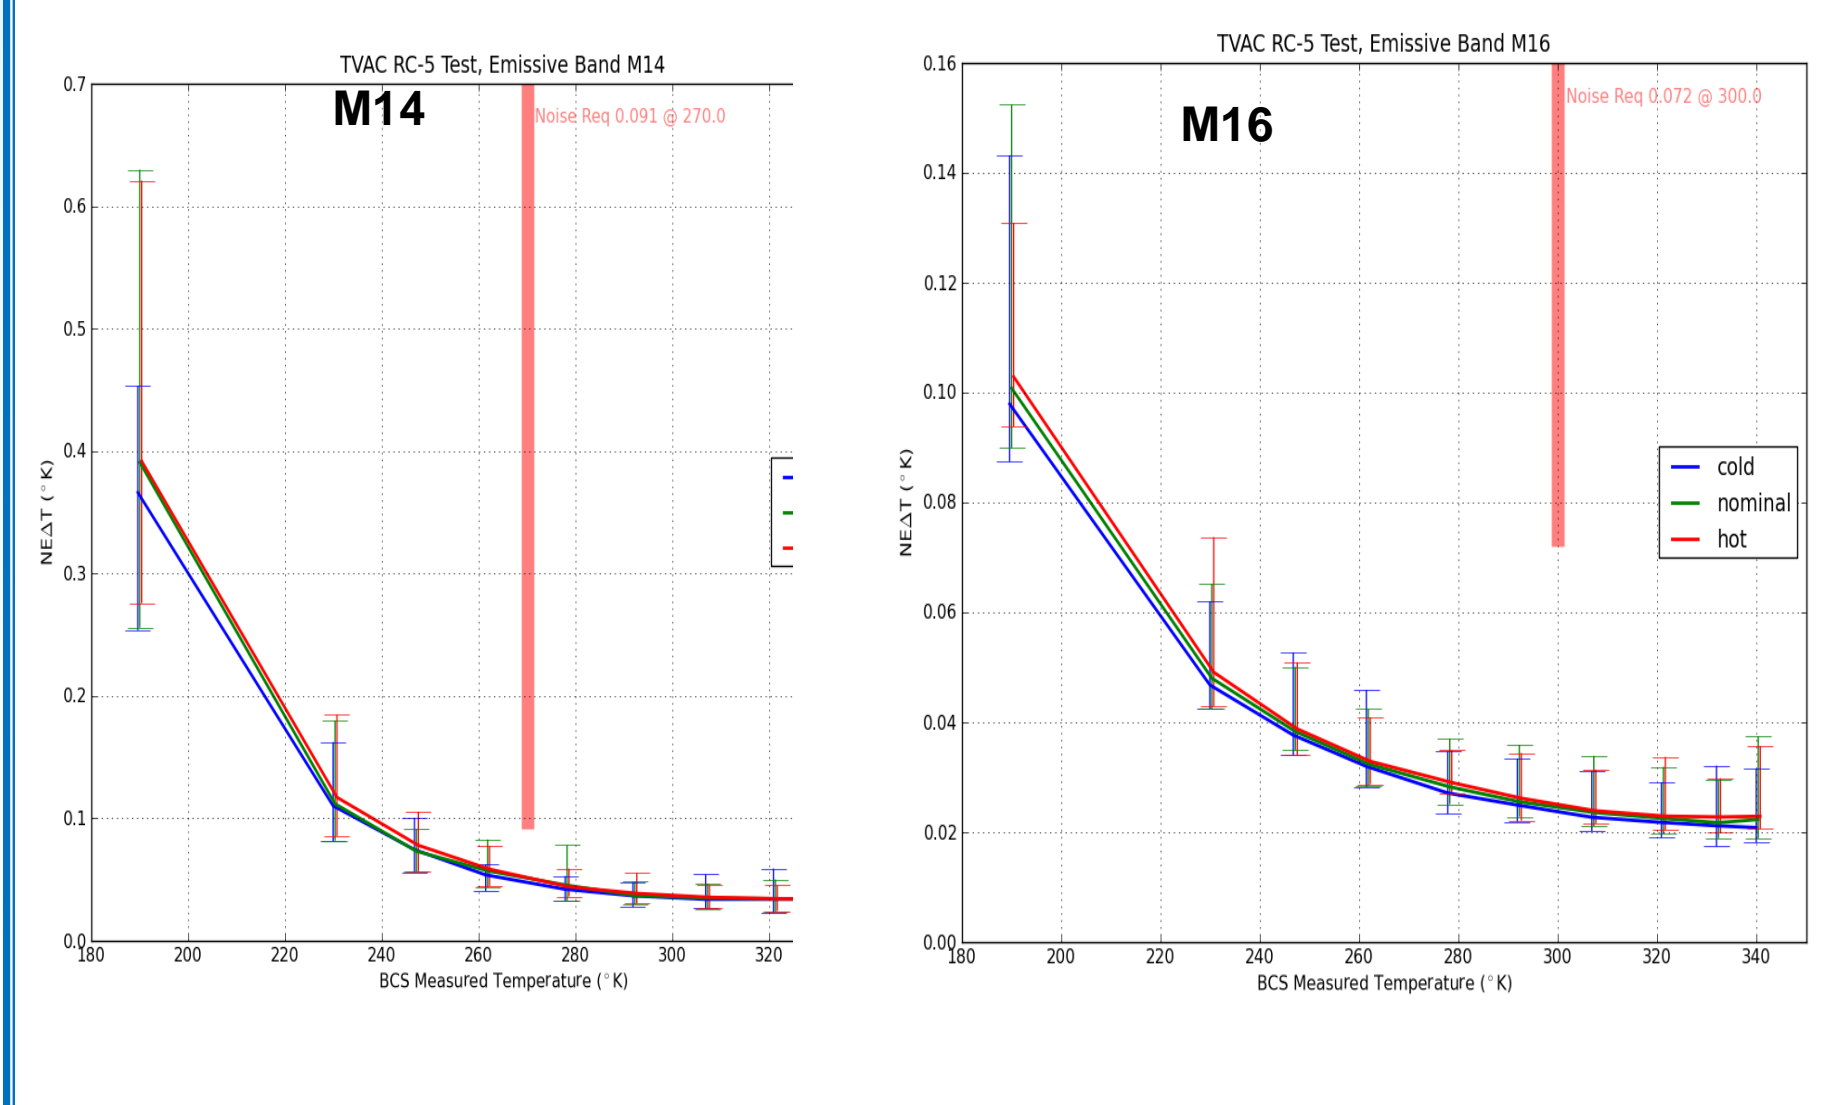 TVAC RC-5 Test, Emissive Band M14
M14
Noise Req 0.091 @ 270.0
0.7
0.6
0.5
0.4
0.3
0.2
0.1
0.0
NEΔT (°K)
180 200 220 240 260 280 300 320
BCS Measured Temperature (°K)
TVAC RC-5 Test, Emissive Band M16
M16
Noise Req 0.072 @ 300.0
0.16
0.14
0.12
0.10
0.08
0.06
0.04
0.02
0.00
NEΔT (°K)
cold
nominal
hot
180 200 220 240 260 280 300 320 340
BCS Measured Temperature (°K)